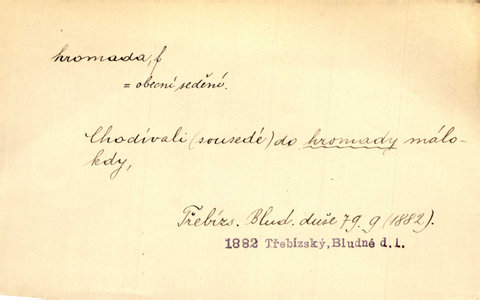 hromada, f
= obecní sedění.
Chodívali (sousedé) do hromady málo-
kdy,
Třebízs. Blud. duše 79. 9 (1882).
1882 Třebízský, Bludné d. 1.